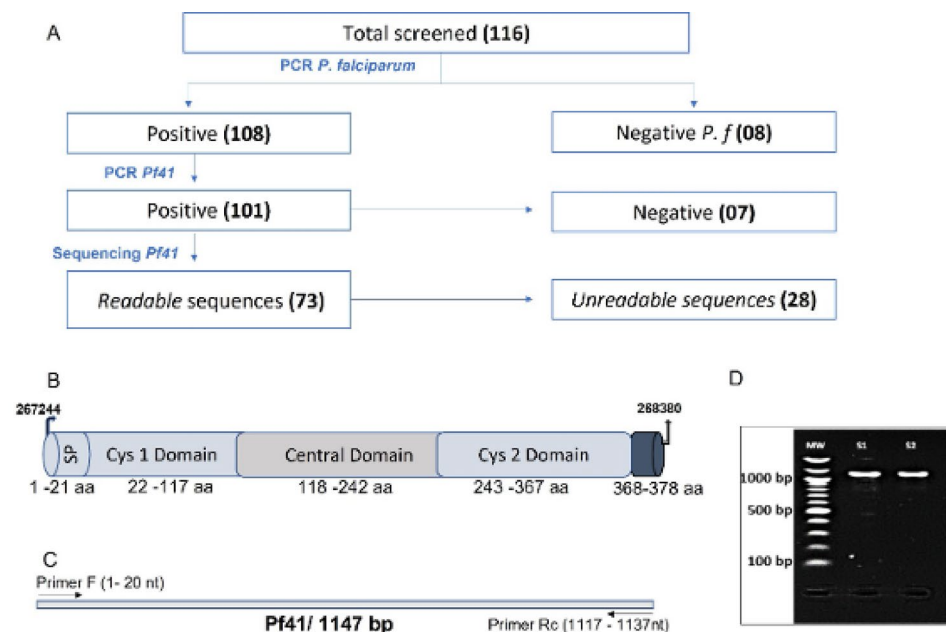 A
Total screened (116)
PCR P. falciparum
Positive (108)
Negative P. f (08)
PCR Pf41
Positive (101)
Negative (07)
Sequencing Pf41
Readable sequences (73)
Unreadable sequences (28)
B
267244
268380
SP
Cys 1 Domain
Central Domain
Cys 2 Domain
1 -21 aa
22 -117 aa
118 -242 aa
243 -367 aa
368-378 aa
C
Primer F (1- 20 nt)
Pf41/ 1147 bp
Primer Rc (1117 - 1137nt)
D
MW
S1
S2
1000 bp
500 bp
100 bp